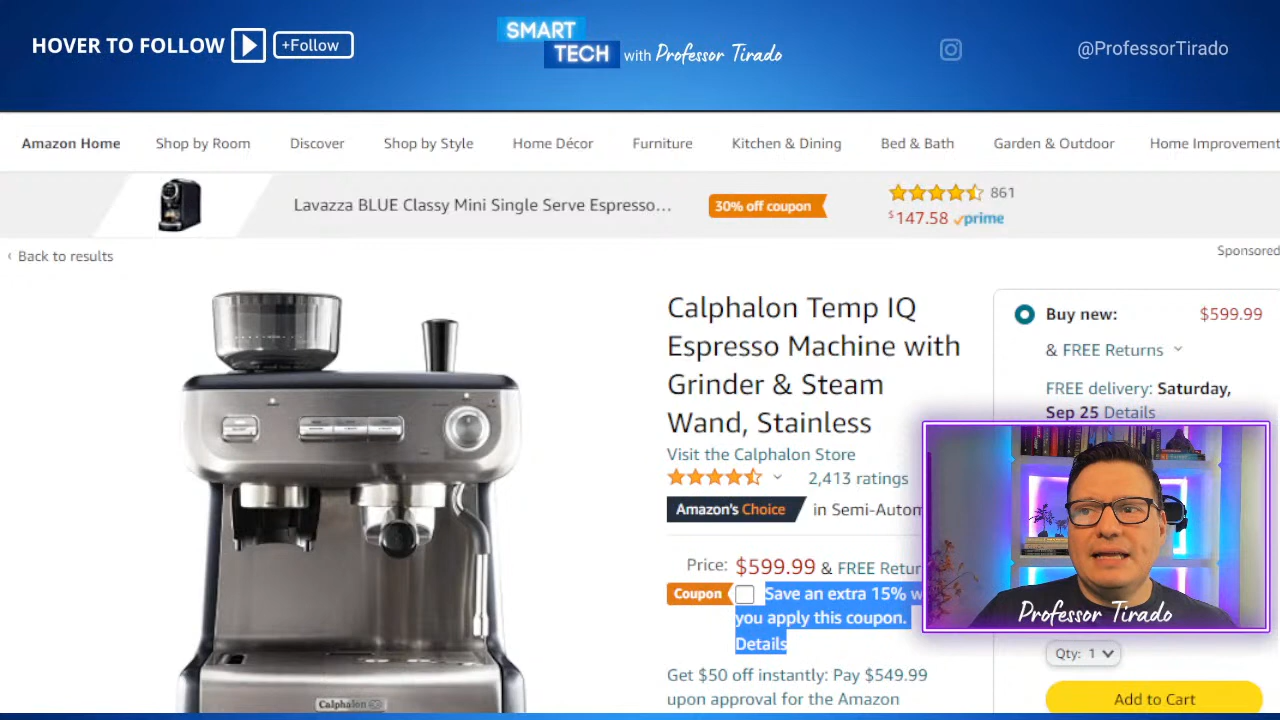 HOVER TO FOLLOW
+Follow
SMART
TECH with Professor Tirado
@ProfessorTirado
Amazon Home Shop by Room Discover Shop by Style Home Décor Furniture Kitchen & Dining Bed & Bath Garden & Outdoor Home Improvement
Lavazza BLUE Classy Mini Single Serve Espresso...
30% off coupon
861
$147.58 prime
‹ Back to results
Sponsored
Calphalon Temp IQ
Espresso Machine with
Grinder & Steam
Wand, Stainless
Visit the Calphalon Store
2,413 ratings
Amazon's Choice in Semi-Autom
Price: $599.99 & FREE Retur
Coupon Save an extra 15% w
you apply this coupon.
Details
Get $50 off instantly: Pay $549.99
upon approval for the Amazon
Buy new: $599.99
& FREE Returns
FREE delivery: Saturday,
Sep 25 Details
Professor Tirado
Qty: 1
Add to Cart
Calphalon